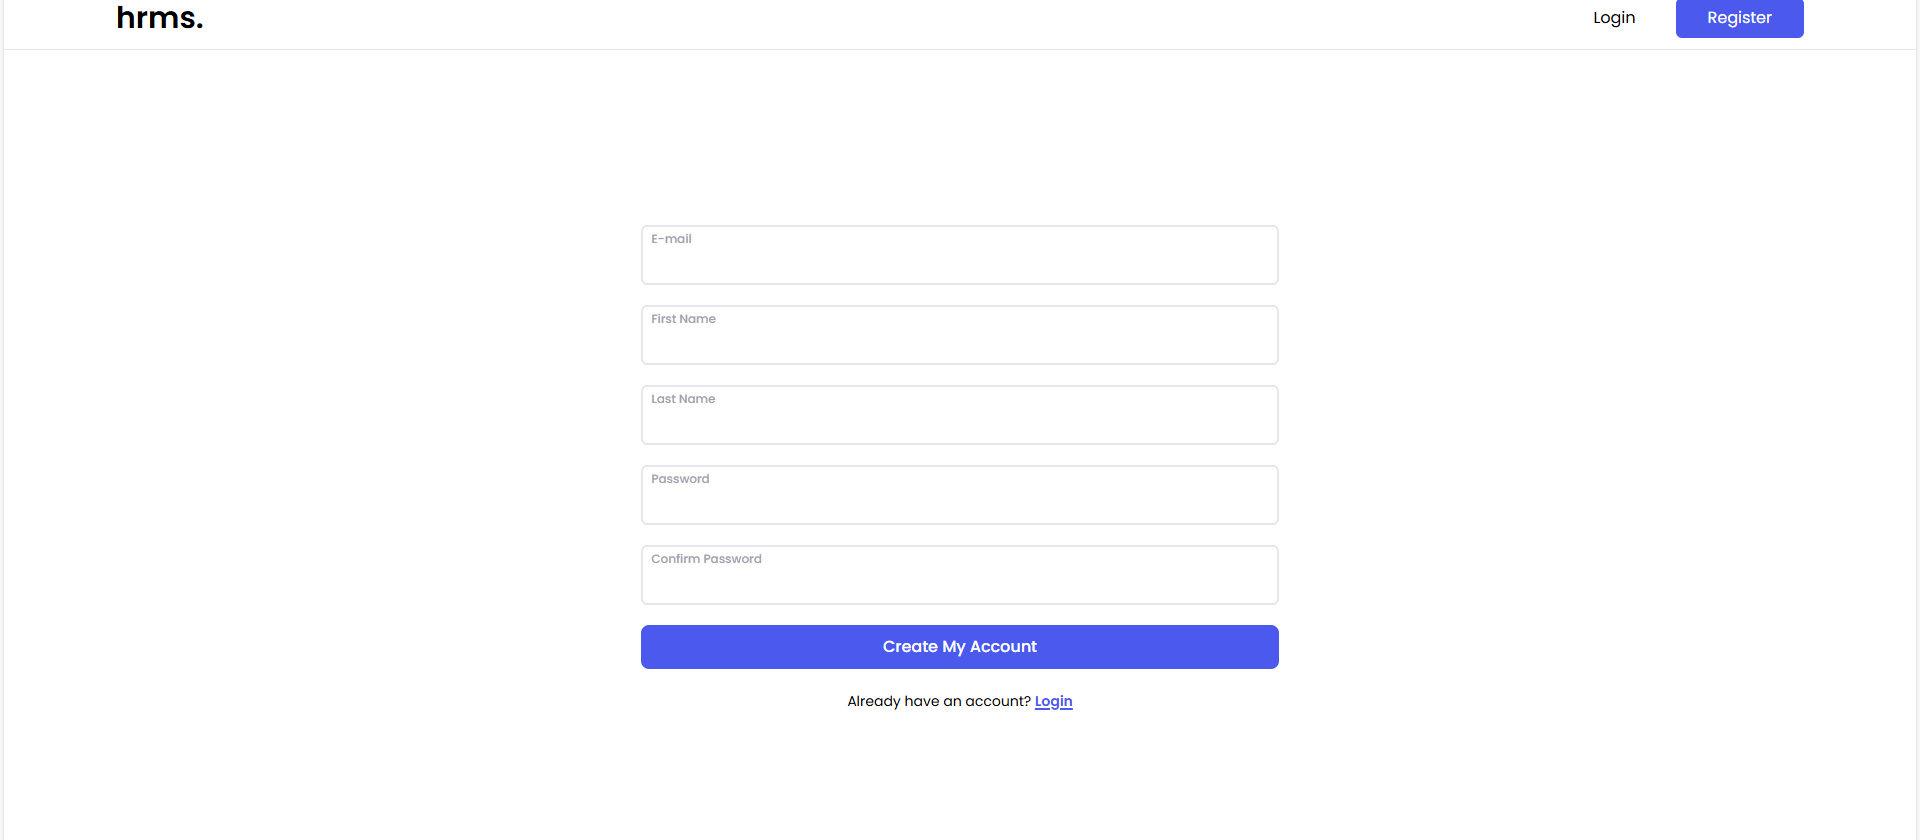 hrms.
Login
Register
E-mail
First Name
Last Name
Password
Confirm Password
Create My Account
Already have an account? Login